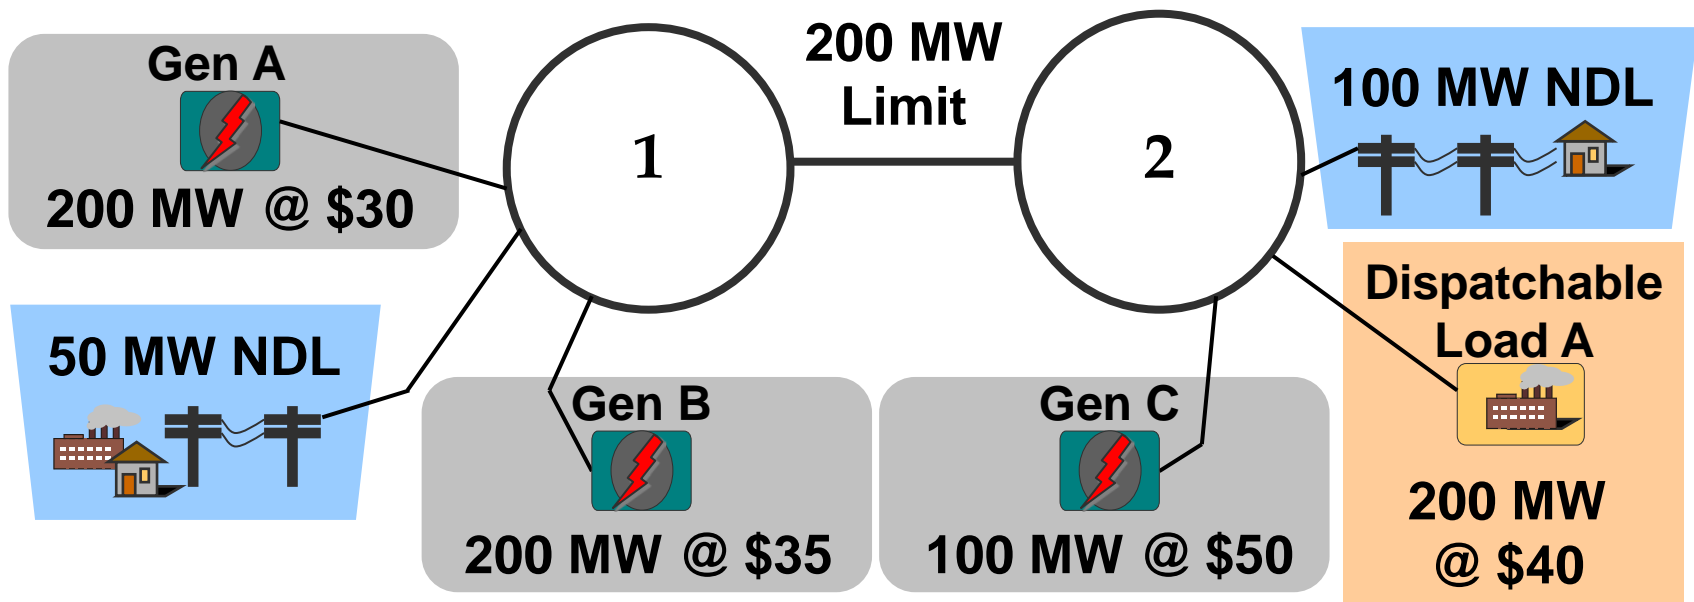 Gen A
200 MW @ $30
50 MW NDL
1
Gen B
200 MW @ $35
200 MW
Limit
2
Gen C
100 MW @ $50
100 MW NDL
Dispatchable
Load A
200 MW
@ $40